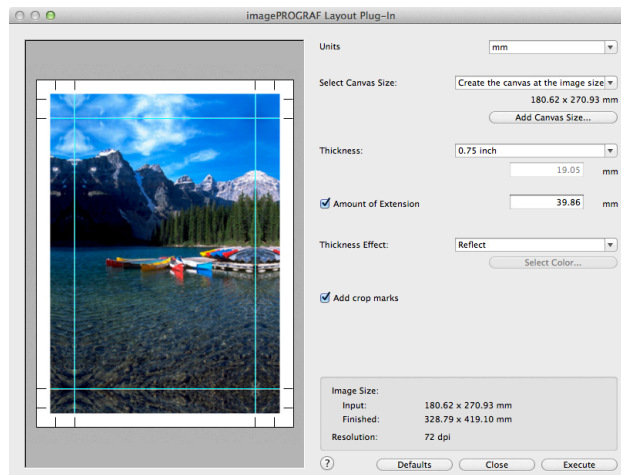 imagePROGRAF Layout Plug-In
Units
mm
Select Canvas Size:
Create the canvas at the image size
180.62 x 270.93 mm
Add Canvas Size...
Thickness:
0.75 inch
19.05 mm
Amount of Extension
39.86 mm
Thickness Effect:
Reflect
Select Color...
Add crop marks
Image Size:
Input: 180.62 x 270.93 mm
Finished: 328.79 x 419.10 mm
Resolution: 72 dpi
?
Defaults
Close
Execute